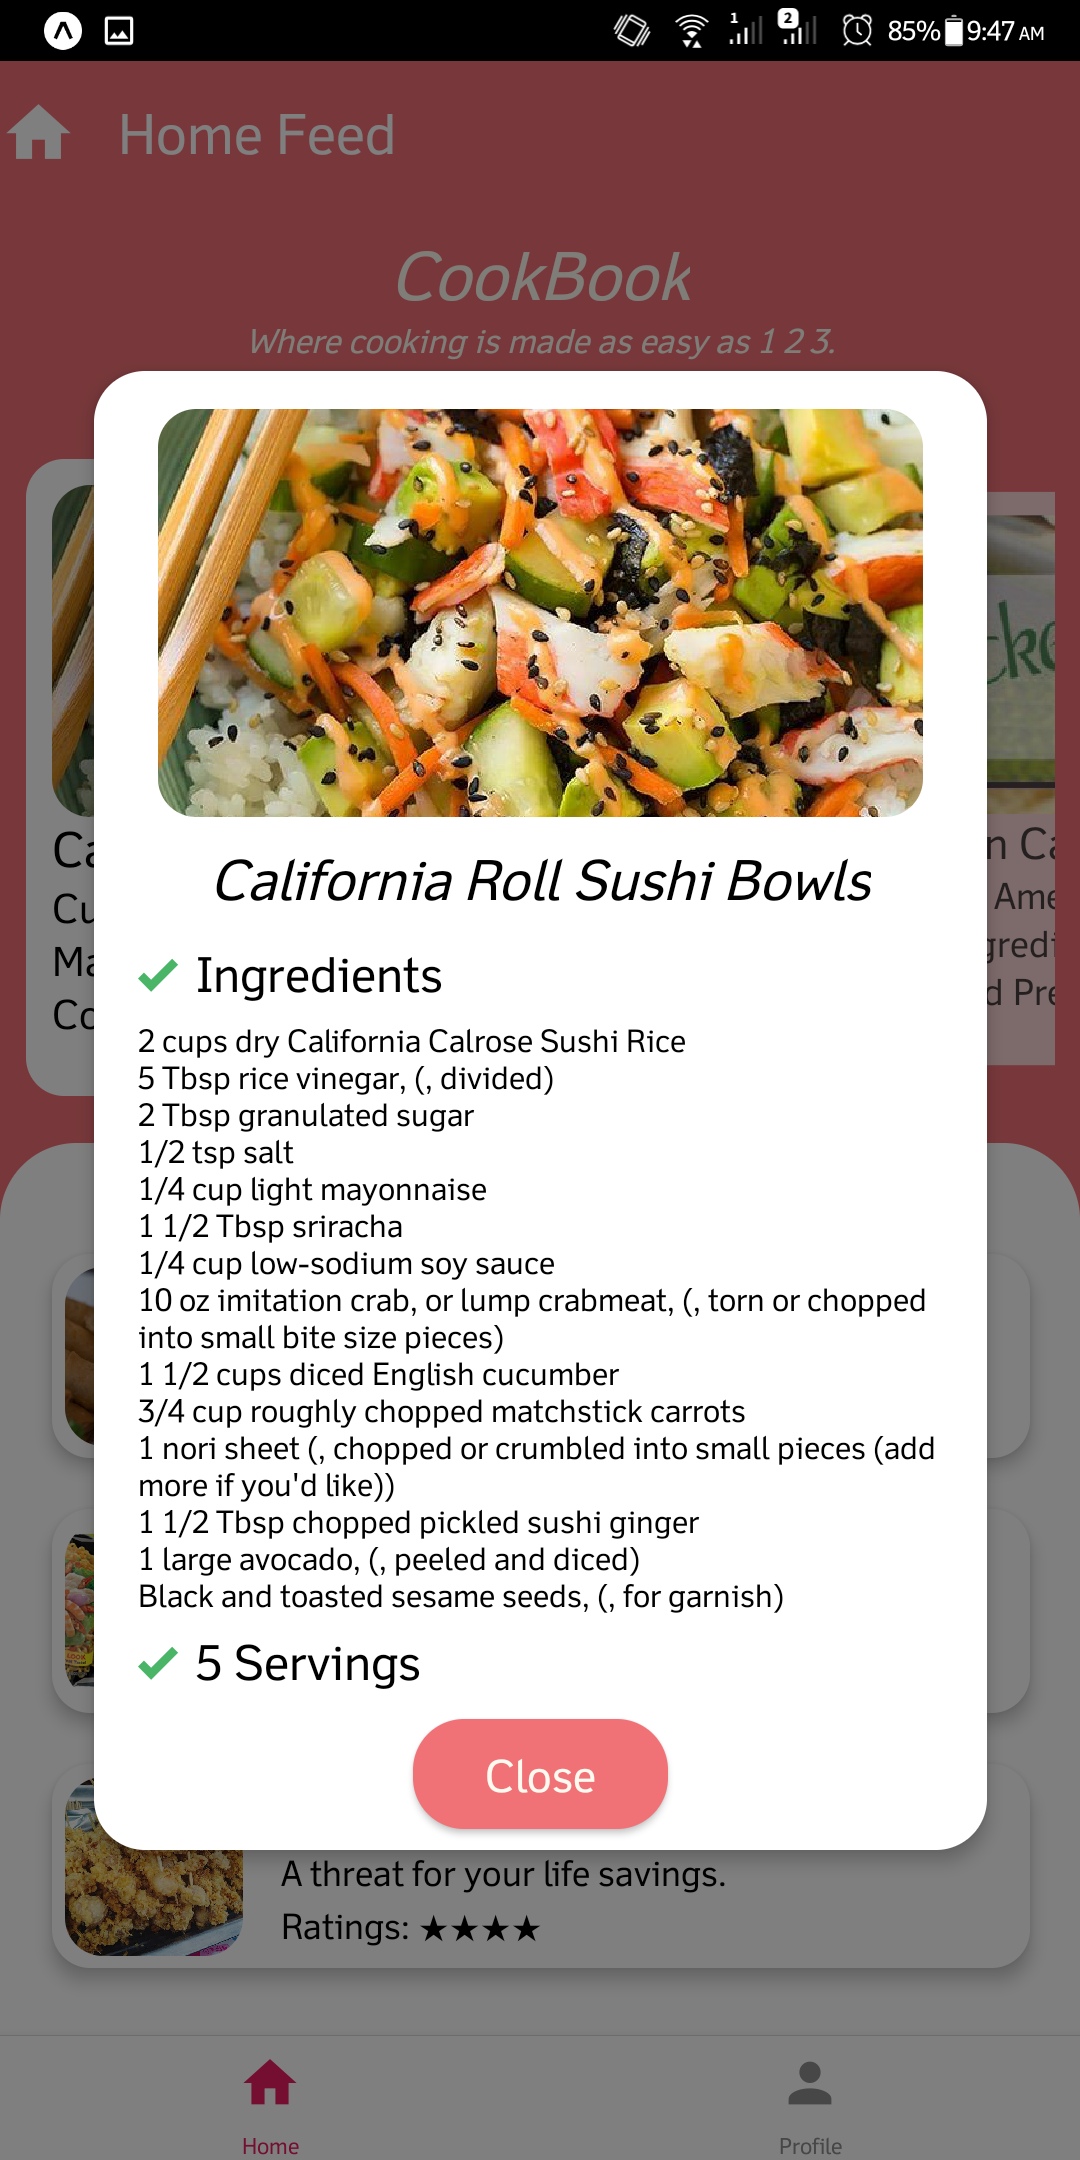 1
2
85%
9:47 AM
Home Feed
CookBook
Where cooking is made as easy as 1 2 3.
California Roll Sushi Bowls
Ingredients
2 cups dry California Calrose Sushi Rice
5 Tbsp rice vinegar, (, divided)
2 Tbsp granulated sugar
1/2 tsp salt
1/4 cup light mayonnaise
1 1/2 Tbsp sriracha
1/4 cup low-sodium soy sauce
10 oz imitation crab, or lump crabmeat, (, torn or chopped
into small bite size pieces)
1 1/2 cups diced English cucumber
3/4 cup roughly chopped matchstick carrots
1 nori sheet (, chopped or crumbled into small pieces (add
more if you'd like))
1 1/2 Tbsp chopped pickled sushi ginger
1 large avocado, (, peeled and diced)
Black and toasted sesame seeds, (, for garnish)
5 Servings
Close
A threat for your life savings.
Ratings: ★★★★
Home
Profile